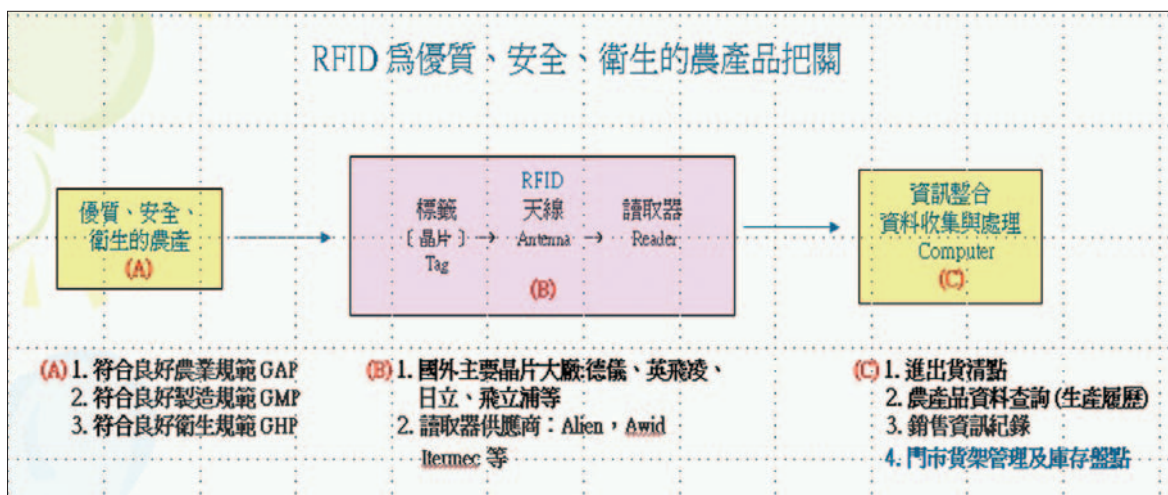 RFID 爲優質、安全、衛生的農產品把關
優質、安全、
衛生的農產
(A)
RFID
標籤 天線 讀取器
〔 晶片 〕→ Antenna → Reader
Tag
(B)
資訊整合
資料收集與處理
Computer
(C)
(A) 1. 符合良好農業規範 GAP
2. 符合良好製造規範 GMP
3. 符合良好衛生規範 GHP
(B) 1. 國外主要晶片大廠:德儀、英飛凌、
日立、飛立浦等
2. 讀取器供應商：Alien，Awid
Itermec 等
(C) 1. 進出貨清點
2. 農產品資料查詢 (生產履歷)
3. 銷售資訊紀錄
4. 門市貨架管理及庫存盤點